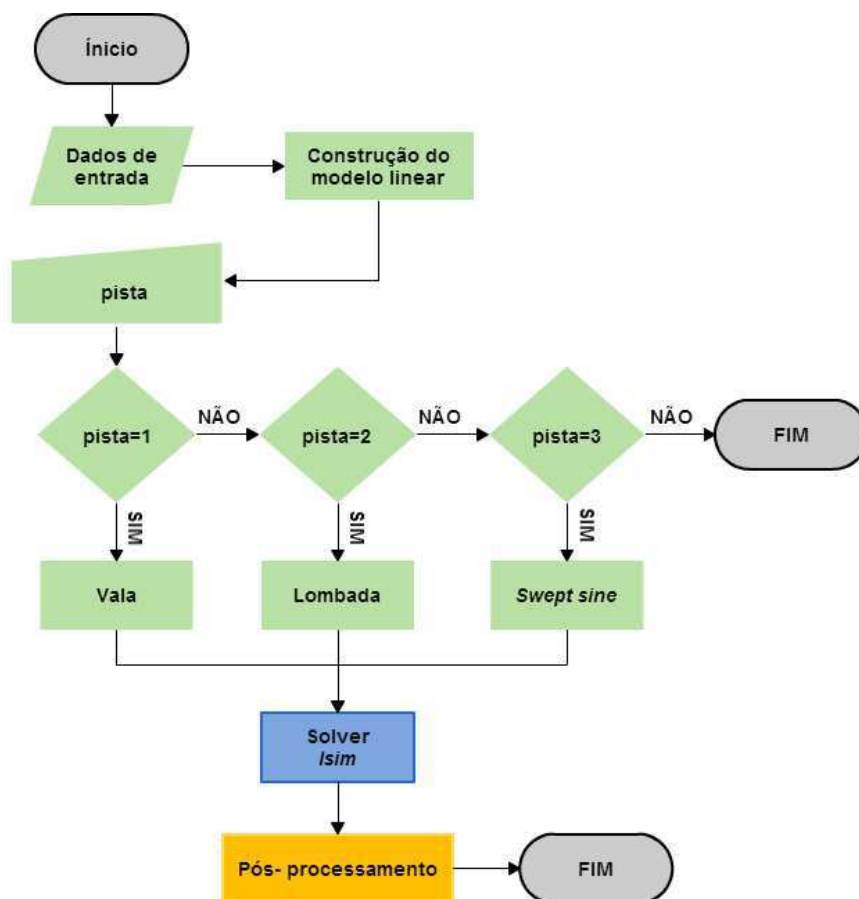 Ínicio
Dados de
entrada
Construção do
modelo linear
pista
pista=1
NÃO
pista=2
NÃO
pista=3
NÃO
FIM
SIM
SIM
SIM
Vala
Lombada
Swept sine
Solver
lsim
Pós- processamento
FIM